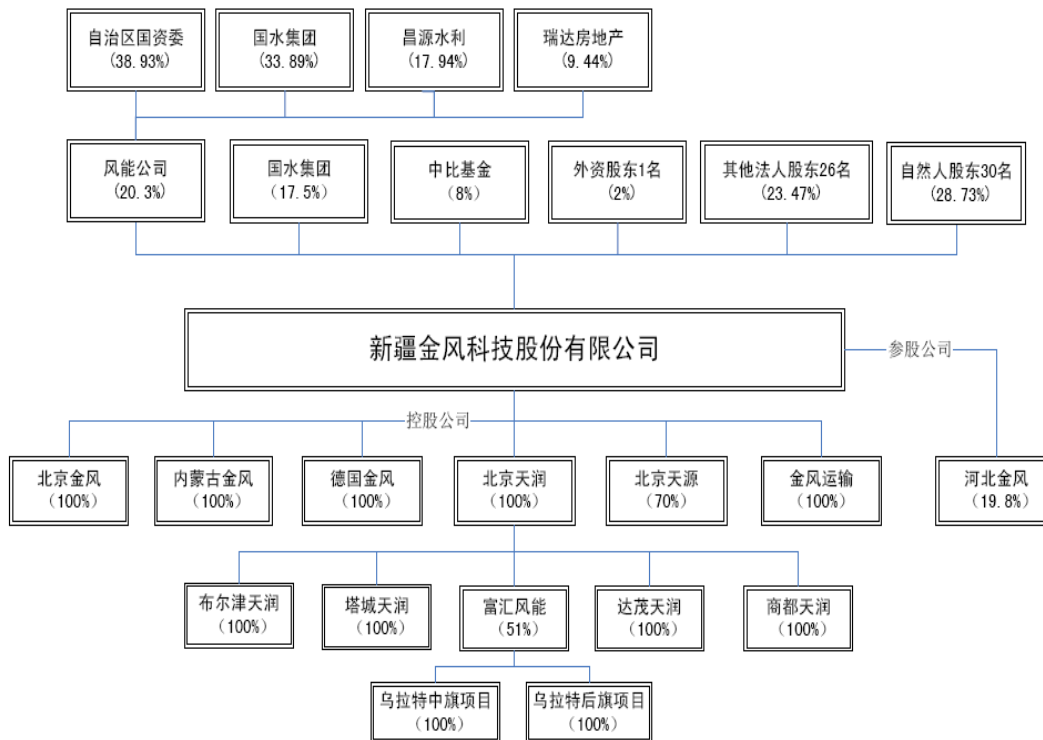 自治区国资委
(38.93%)
国水集团
(33.89%)
昌源水利
(17.94%)
瑞达房地产
(9.44%)
风能公司
(20.3%)
国水集团
（17.5%）
中比基金
(8%)
外资股东1名
(2%)
其他法人股东26名
(23.47%)
自然人股东30名
(28.73%)
新疆金风科技股份有限公司
参股公司
控股公司
北京金风
（100%）
内蒙古金风
（100%）
德国金风
（100%）
北京天润
（100%）
北京天源
（70%）
金风运输
（100%）
河北金风
（19.8%）
布尔津天润
（100%）
塔城天润
（100%）
富汇风能
（51%）
达茂天润
（100%）
商都天润
（100%）
乌拉特中旗项目
（100%）
乌拉特后旗项目
（100%）